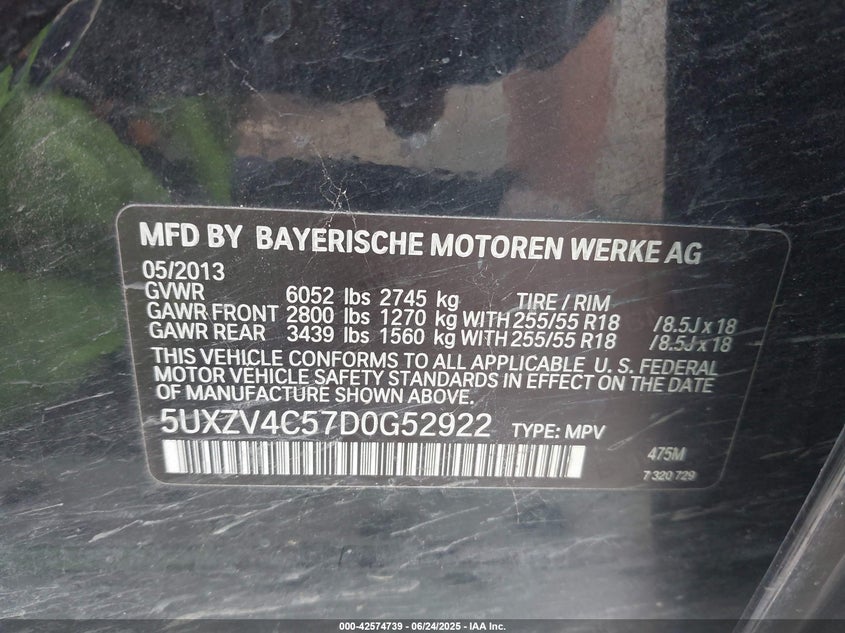 MFD BY BAYERISCHE MOTOREN WERKE AG
05/2013
GVWR 6052 lbs 2745 kg TIRE / RIM
GAWR FRONT 2800 lbs 1270 kg WITH 255/55 R18 /8.5J x 18
GAWR REAR 3439 lbs 1560 kg WITH 255/55 R18 /8.5J x 18
THIS VEHICLE CONFORMS TO ALL APPLICABLE U. S. FEDERAL
MOTOR VEHICLE SAFETY STANDARDS IN EFFECT ON THE DATE
OF MANUFACTURE SHOWN ABOVE.
5UXZV4C57D0G52922 TYPE: MPV
475M
7 320 729
000-42574739 - 06/24/2025 - IAA Inc.